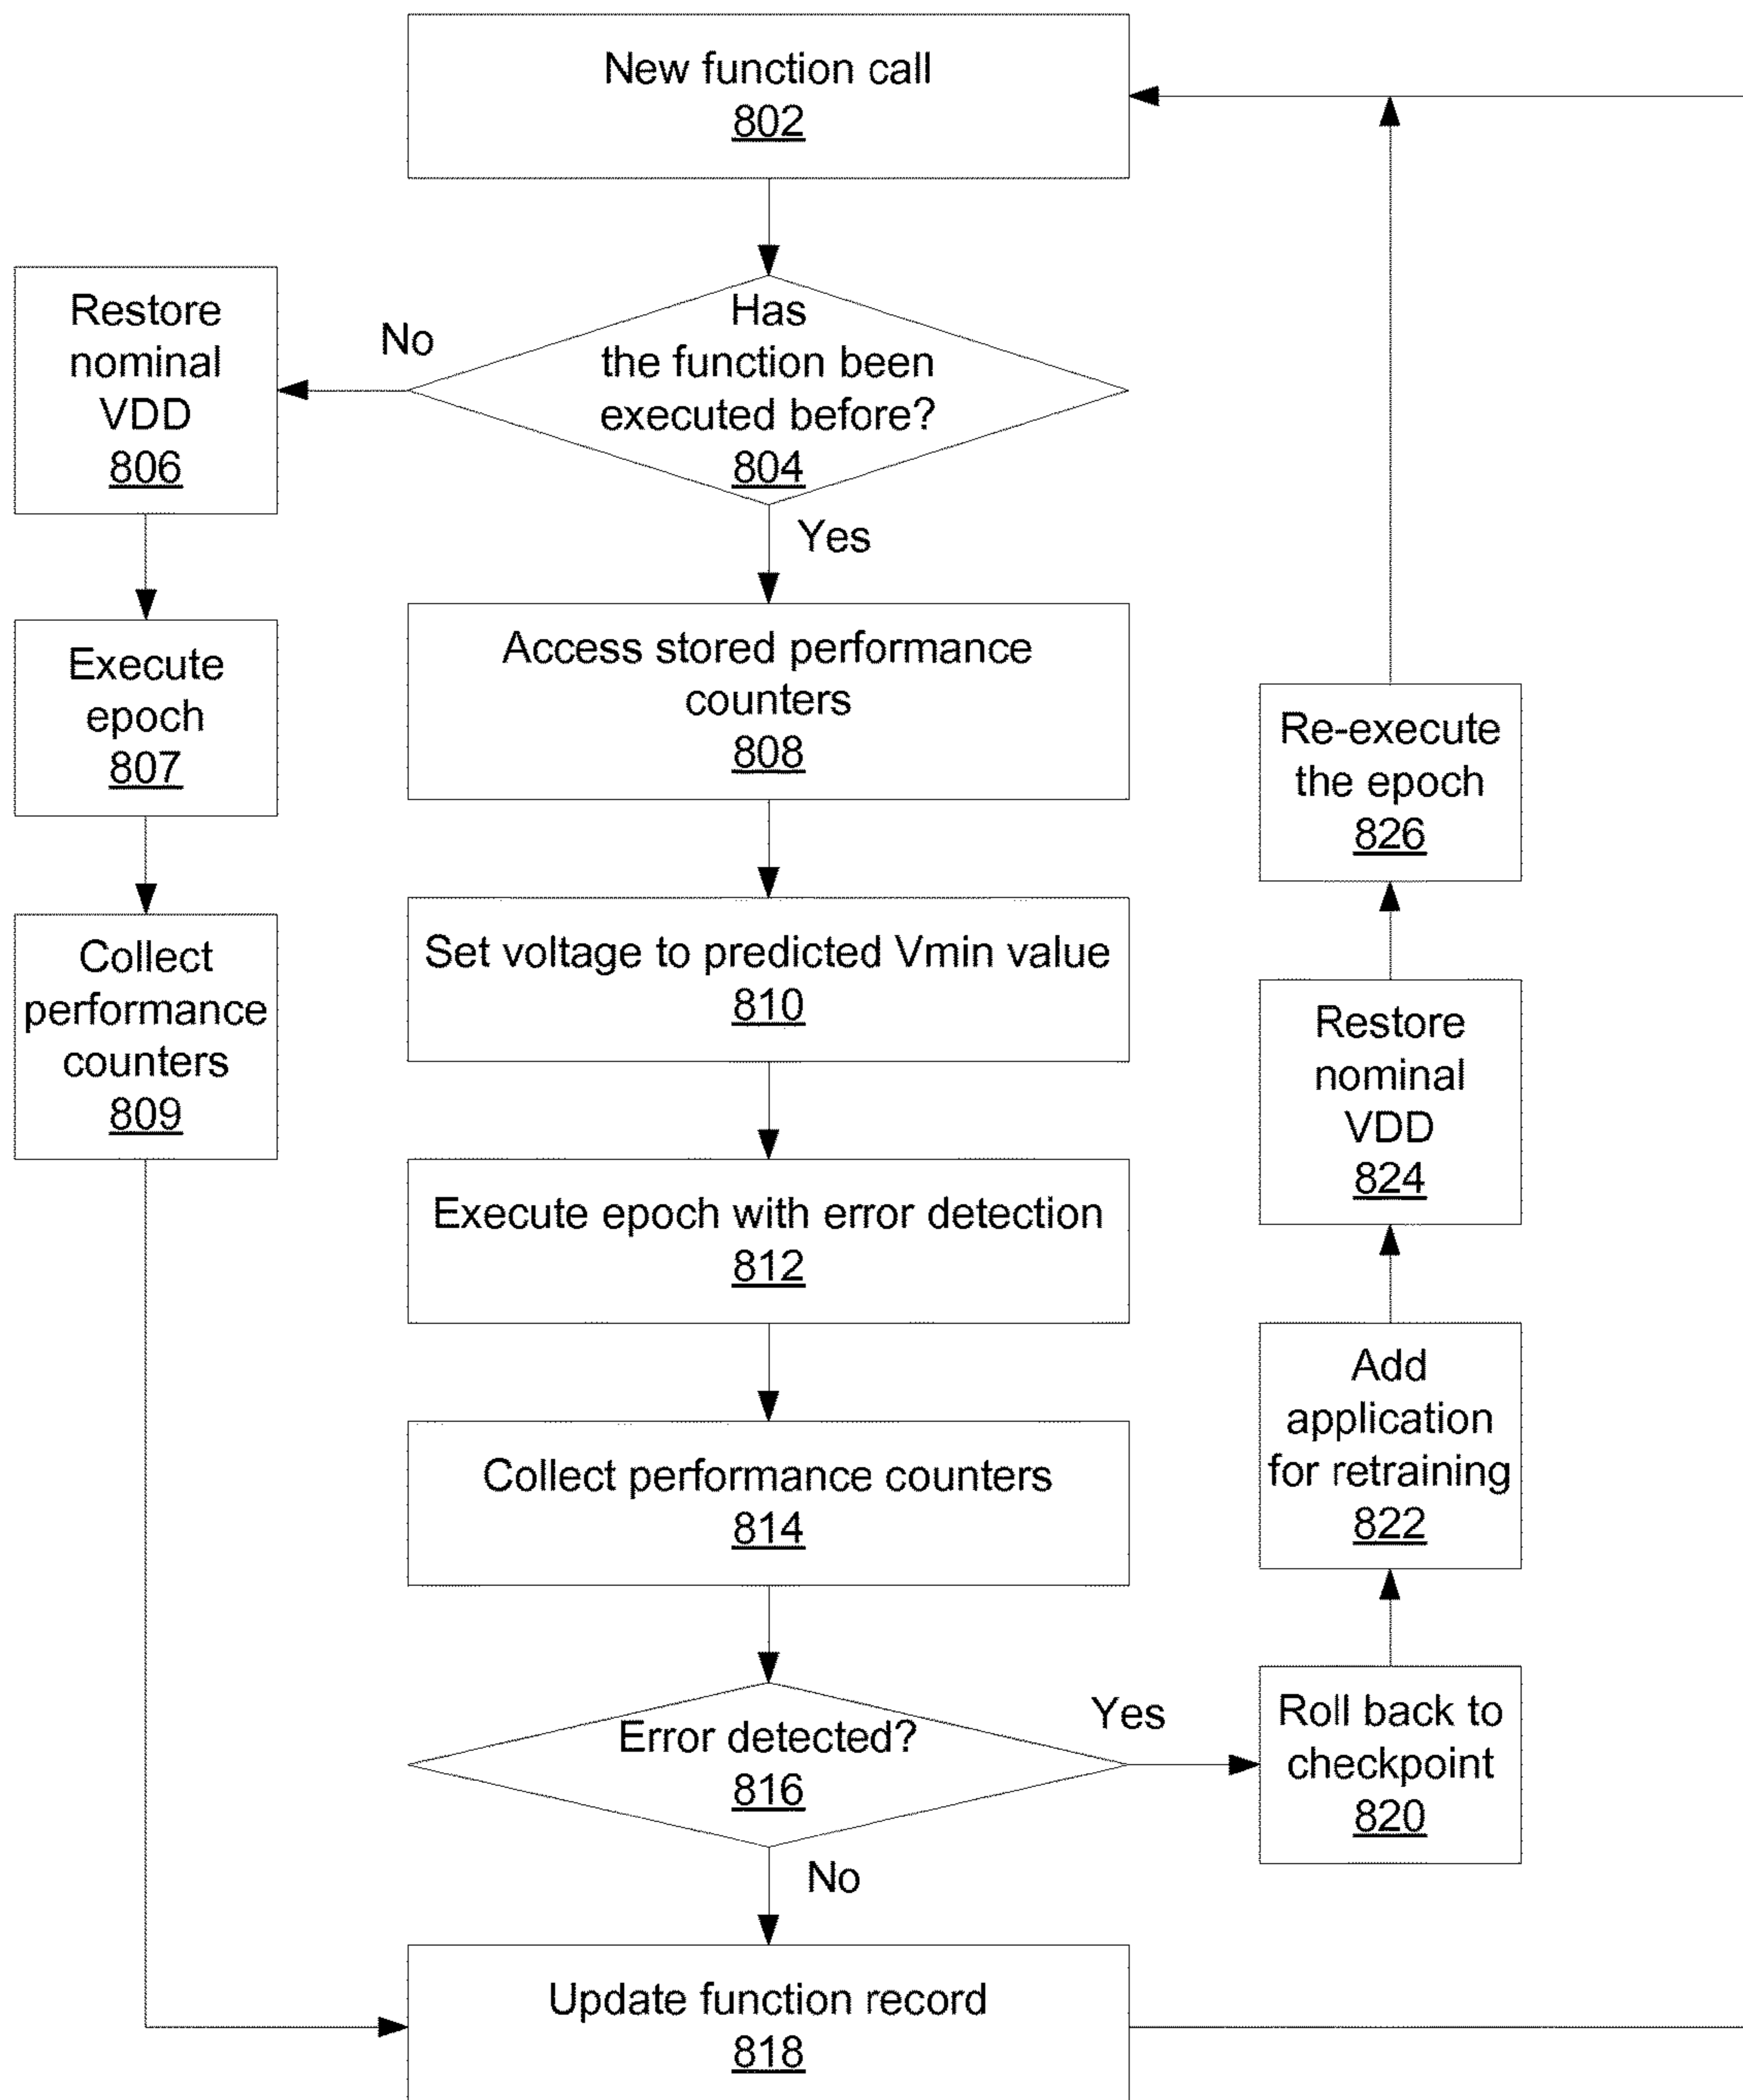 New function call
802
Has
the function been
executed before?
804
No
Yes
Restore
nominal
VDD
806
Execute
epoch
807
Collect
performance
counters
809
Access stored performance
counters
808
Set voltage to predicted Vmin value
810
Execute epoch with error detection
812
Collect performance counters
814
Error detected?
816
Yes
No
Roll back to
checkpoint
820
Add
application
for retraining
822
Restore
nominal
VDD
824
Re-execute
the epoch
826
Update function record
818